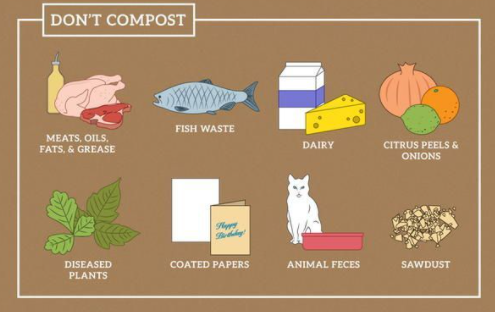 DON'T COMPOST
MEATS, OILS,
FATS, & GREASE
FISH WASTE
DAIRY
CITRUS PEELS &
ONIONS
DISEASED
PLANTS
Happy
Birthday!
COATED PAPERS
ANIMAL FECES
SAWDUST